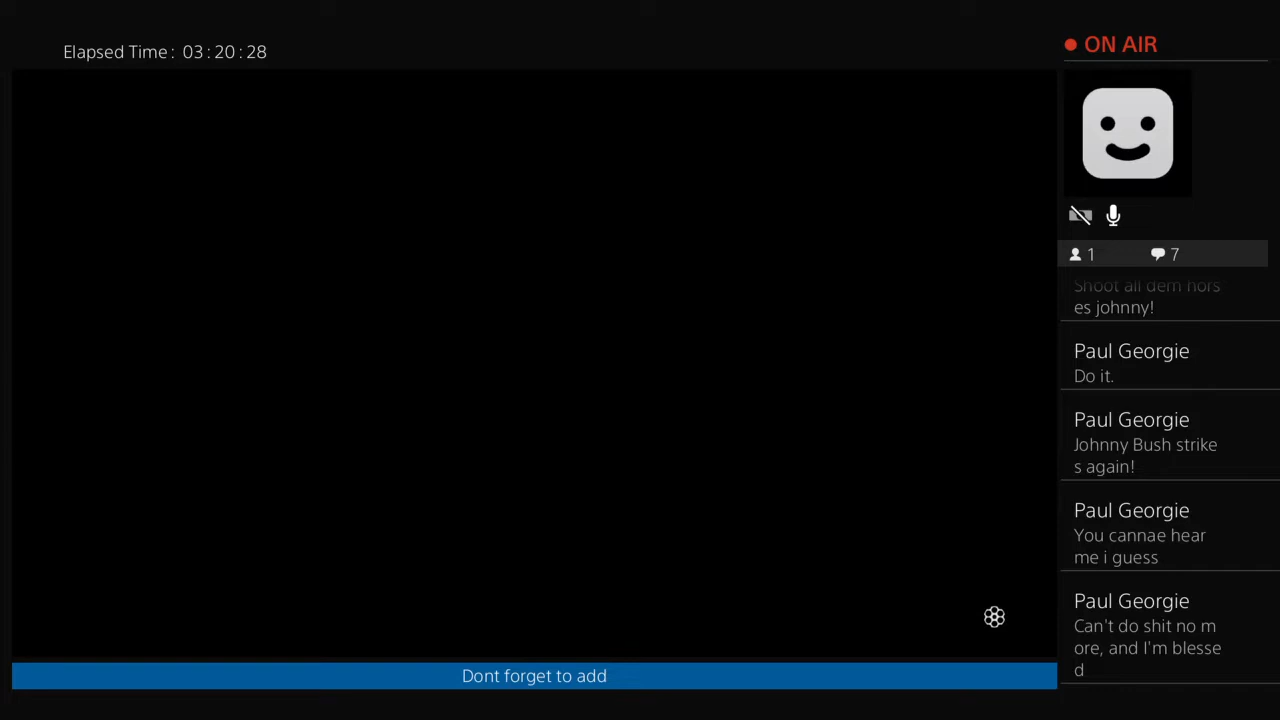 Elapsed Time: 03:20:28
ON AIR
1 7
Shoot all dem hors
es johnny!
Paul Georgie
Do it.
Paul Georgie
Johnny Bush strike
s again!
Paul Georgie
You cannae hear
me i guess
Paul Georgie
Can't do shit no m
ore, and I'm blesse
d
Dont forget to add